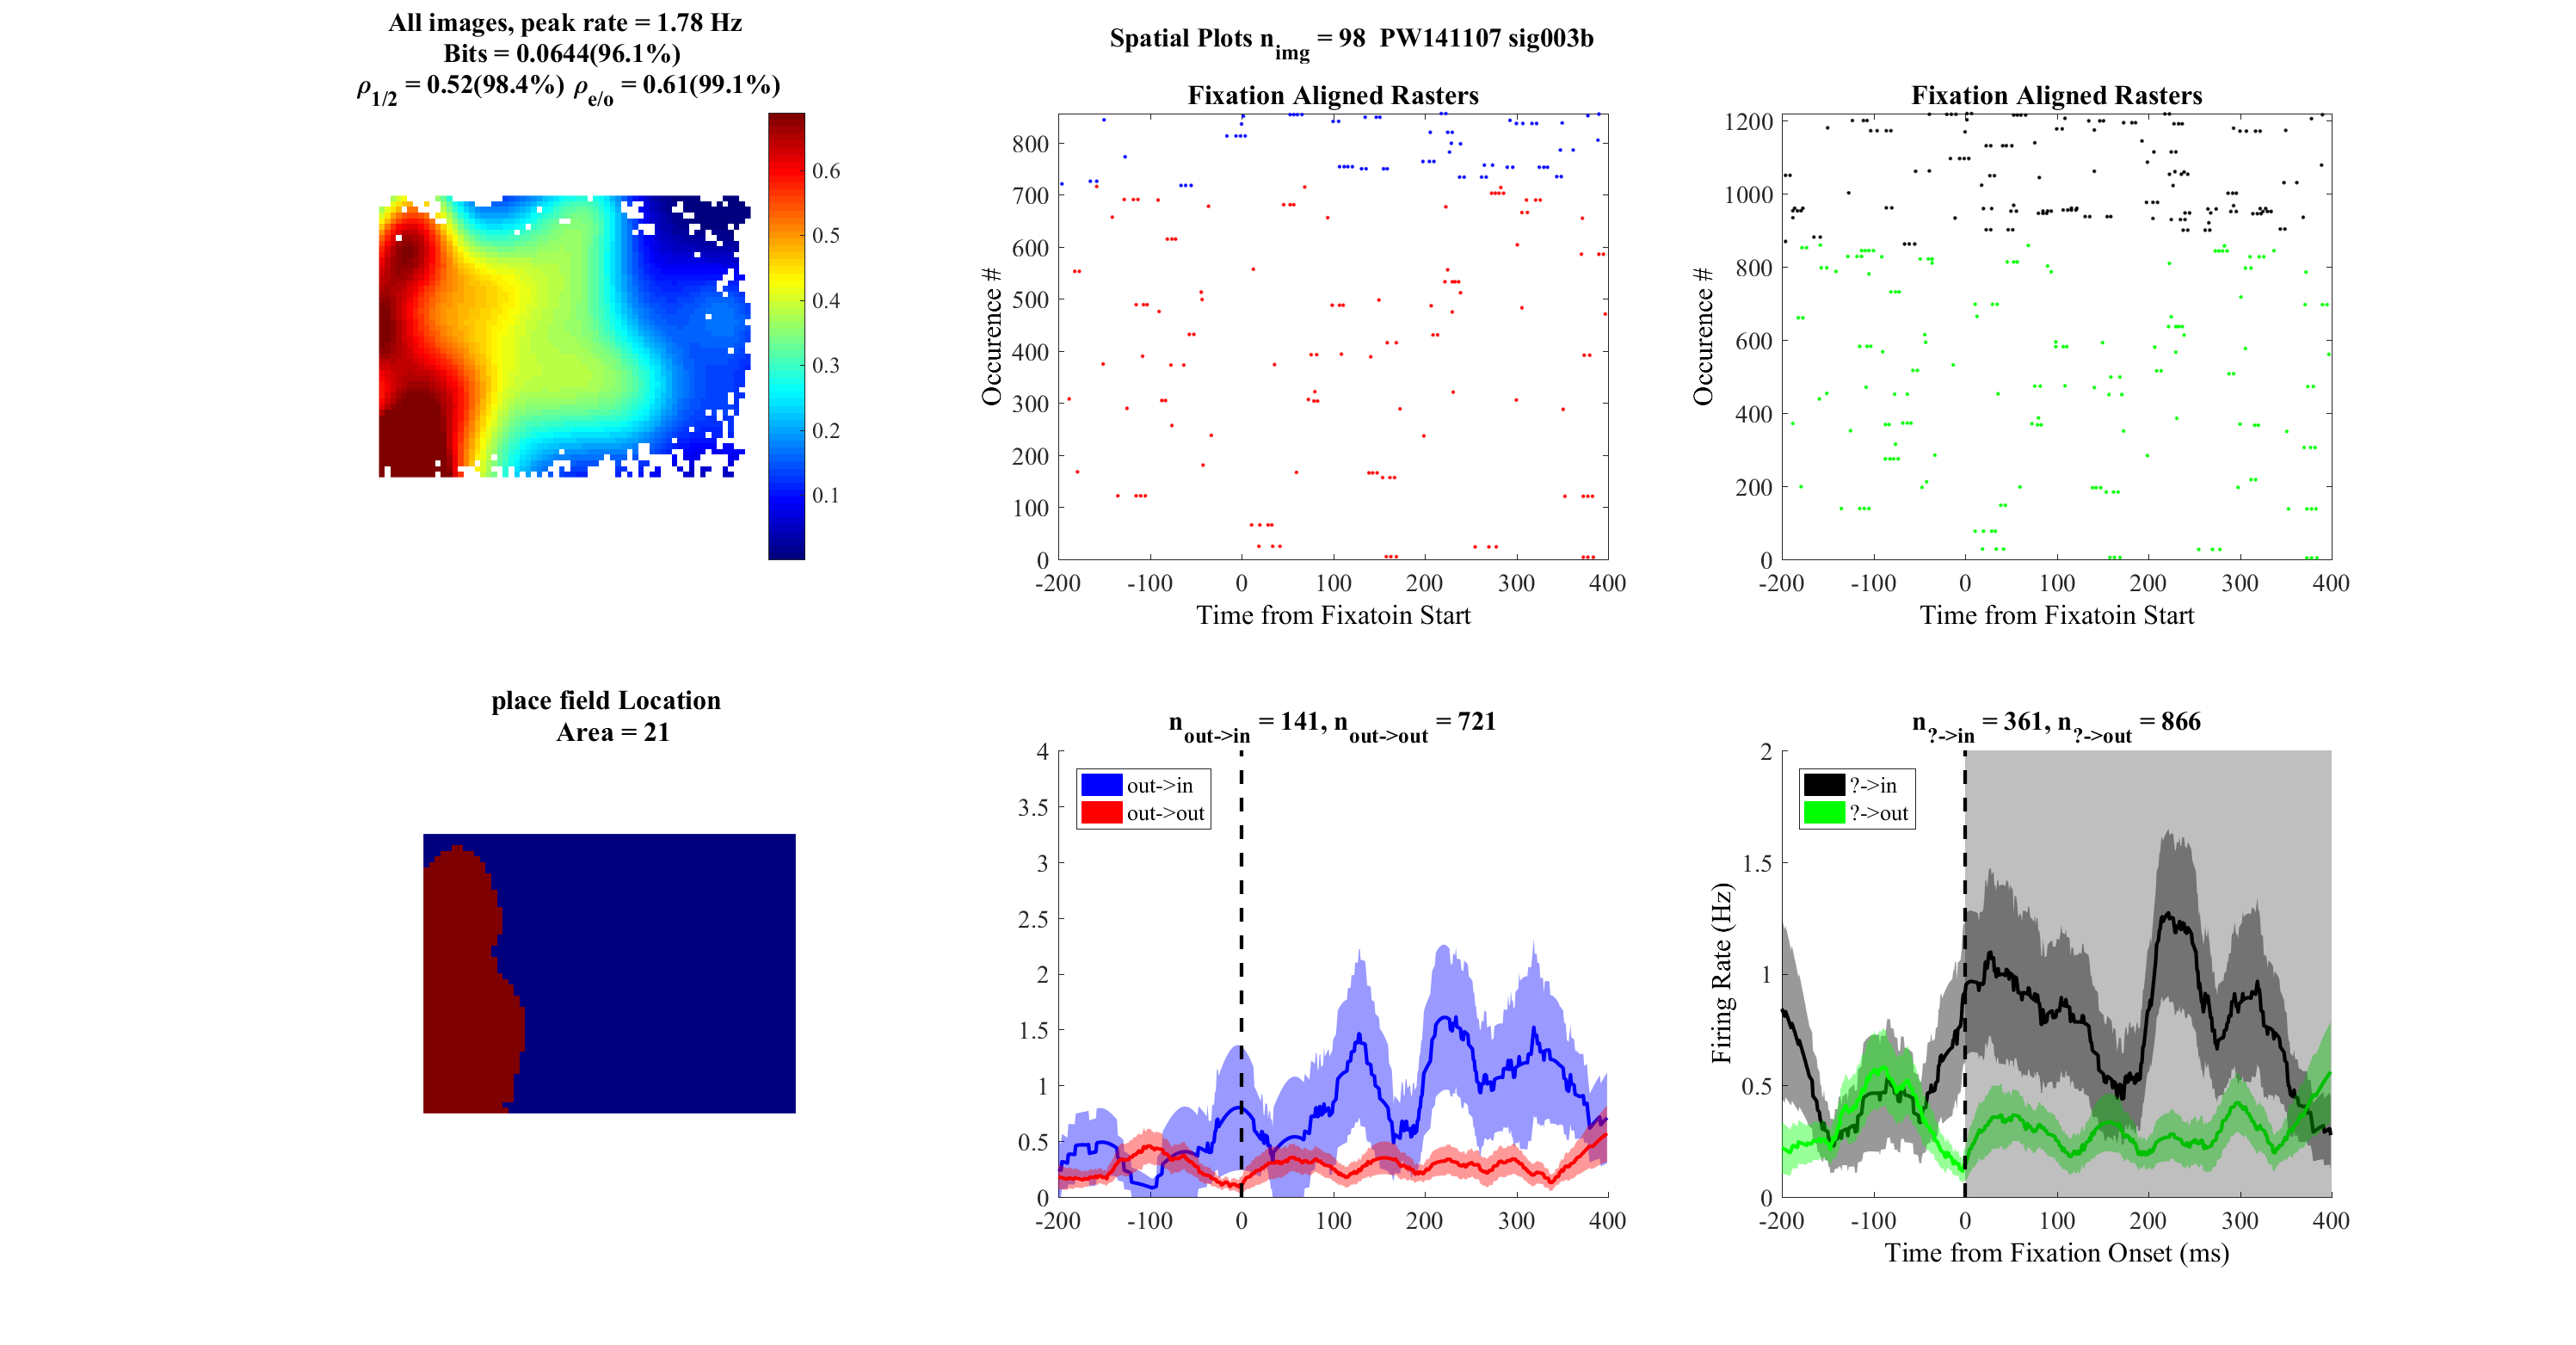 All images, peak rate = 1.78 Hz
Bits = 0.0644(96.1%)
ρ1/2 = 0.52(98.4%) ρe/o = 0.61(99.1%)
0.6
0.5
0.4
0.3
0.2
0.1
Spatial Plots nimg = 98 PW141107 sig003b
Fixation Aligned Rasters
Occurence #
800
700
600
500
400
300
200
100
0
-200 -100 0 100 200 300 400
Time from Fixatoin Start
Fixation Aligned Rasters
Occurence #
1200
1000
800
600
400
200
0
-200 -100 0 100 200 300 400
Time from Fixatoin Start
place field Location
Area = 21
nout->in = 141, nout->out = 721
4
3.5
3
2.5
2
1.5
1
0.5
0
out->in
out->out
-200 -100 0 100 200 300 400
n?->in = 361, n?->out = 866
Firing Rate (Hz)
2
1.5
1
0.5
0
?->in
?->out
-200 -100 0 100 200 300 400
Time from Fixation Onset (ms)